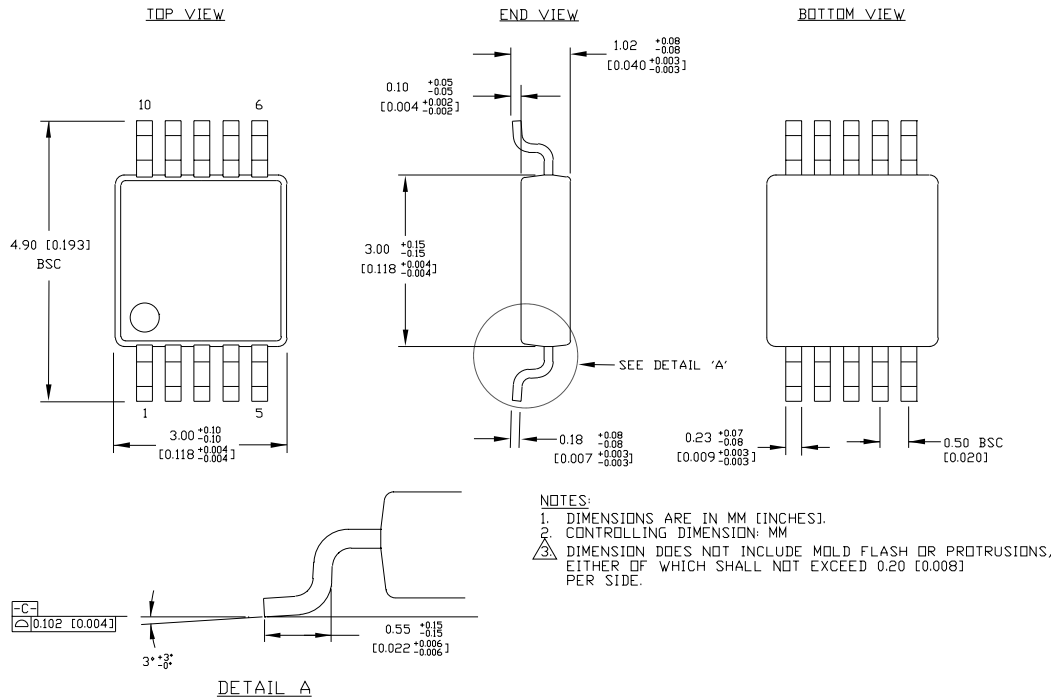 TOP VIEW
END VIEW
BOTTOM VIEW
1.02 +0.08 -0.08
[0.040 +0.003 -0.003]
0.10 +0.05 -0.05
[0.004 +0.002 -0.002]
10 6
4.90 [0.193]
BSC
3.00 +0.15 -0.15
[0.118 +0.004 -0.004]
SEE DETAIL 'A'
1 5
3.00 +0.10 -0.10
[0.118 +0.004 -0.004]
0.18 +0.08 -0.08
[0.007 +0.003 -0.003]
0.23 +0.07 -0.08
[0.009 +0.003 -0.003]
0.50 BSC
[0.020]
NOTES:
1. DIMENSIONS ARE IN MM [INCHES].
2. CONTROLLING DIMENSION: MM
3. DIMENSION DOES NOT INCLUDE MOLD FLASH OR PROTRUSIONS,
EITHER OF WHICH SHALL NOT EXCEED 0.20 [0.008]
PER SIDE.
-C-
0.102 [0.004]
3° +3° -0°
0.55 +0.15 -0.15
[0.022 +0.006 -0.006]
DETAIL A